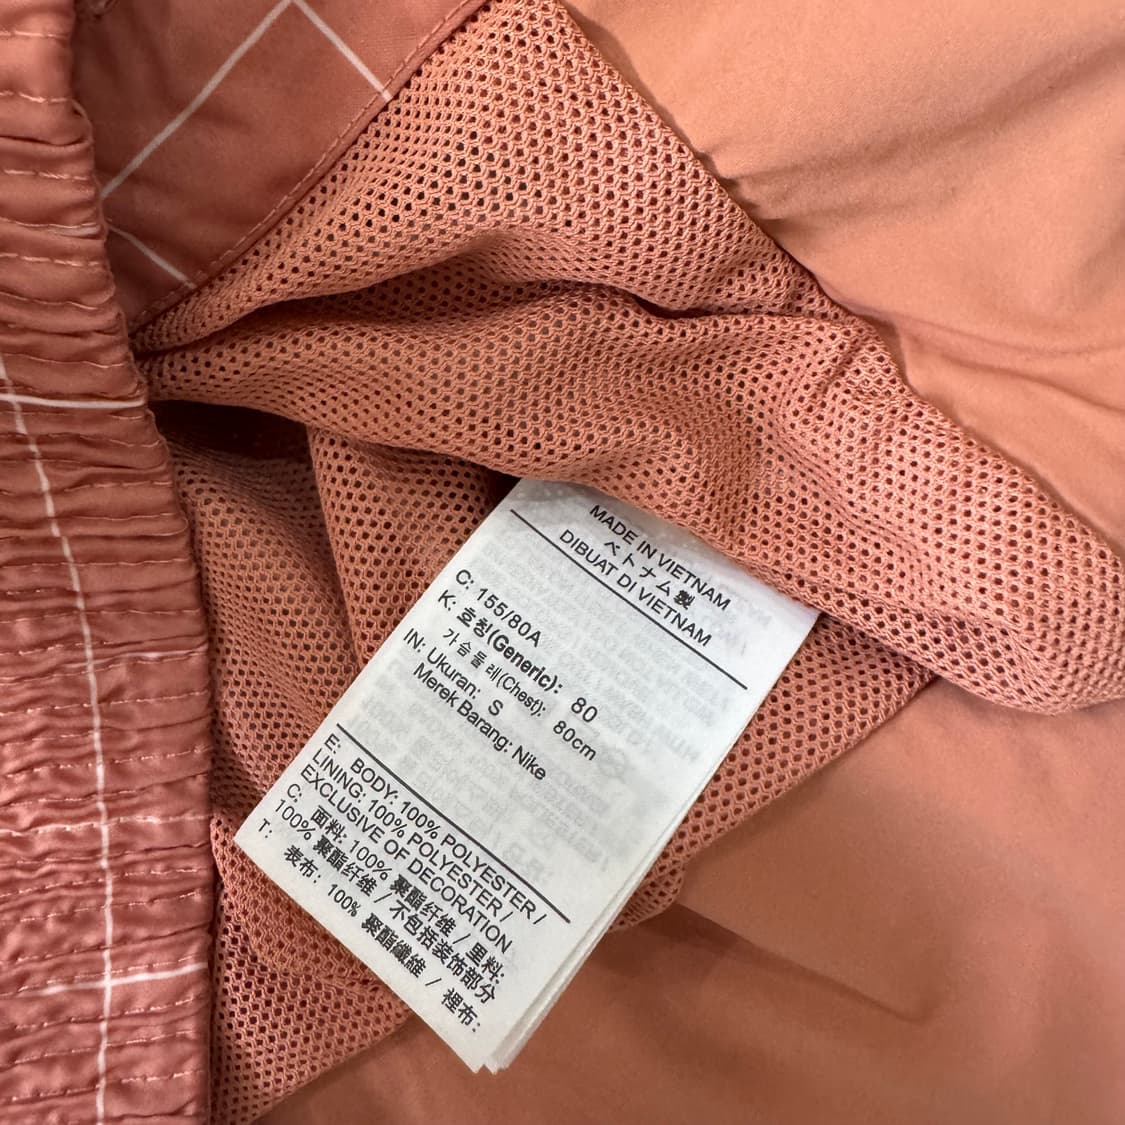 MADE IN VIETNAM
ベトナム製
DIBUAT DI VIETNAM
C: 155/80A
K: 호칭(Generic): 80
가슴둘레(Chest): 80cm
IN: Ukuran: S
Merek Barang: Nike
E. BODY: 100% POLYESTER /
LINING: 100% POLYESTER /
EXCLUSIVE OF DECORATION
C: 面料: 100% 聚酯纤维 / 里料:
100% 聚酯纤维 / 不包括装饰部分
T: 表布: 100% 聚酯纖維 / 裡布: